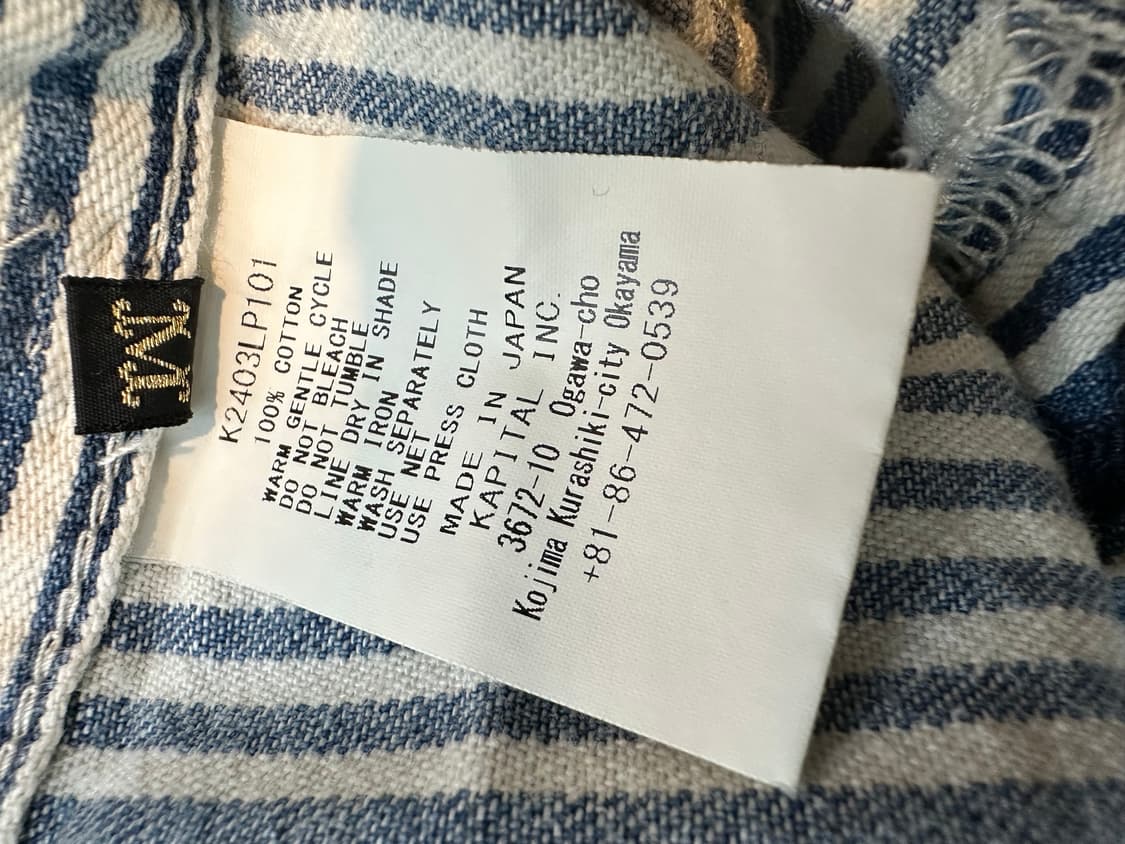 M
K2403LP101
100% COTTON
WARM GENTLE CYCLE
DO NOT BLEACH
DO NOT TUMBLE
LINE DRY IN SHADE
WARM IRON
WASH SEPARATELY
USE NET
USE PRESS CLOTH
MADE IN JAPAN
KAPITAL INC.
3672-10 Ogawa-cho
Kojima Kurashiki-city Okayama
+81-86-472-0539